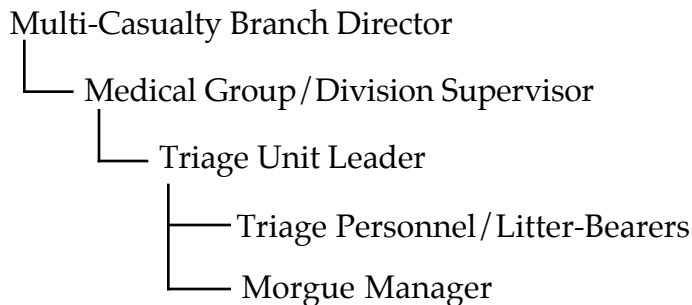 Multi-Casualty Branch Director
Medical Group/Division Supervisor
Triage Unit Leader
Triage Personnel/Litter-Bearers
Morgue Manager